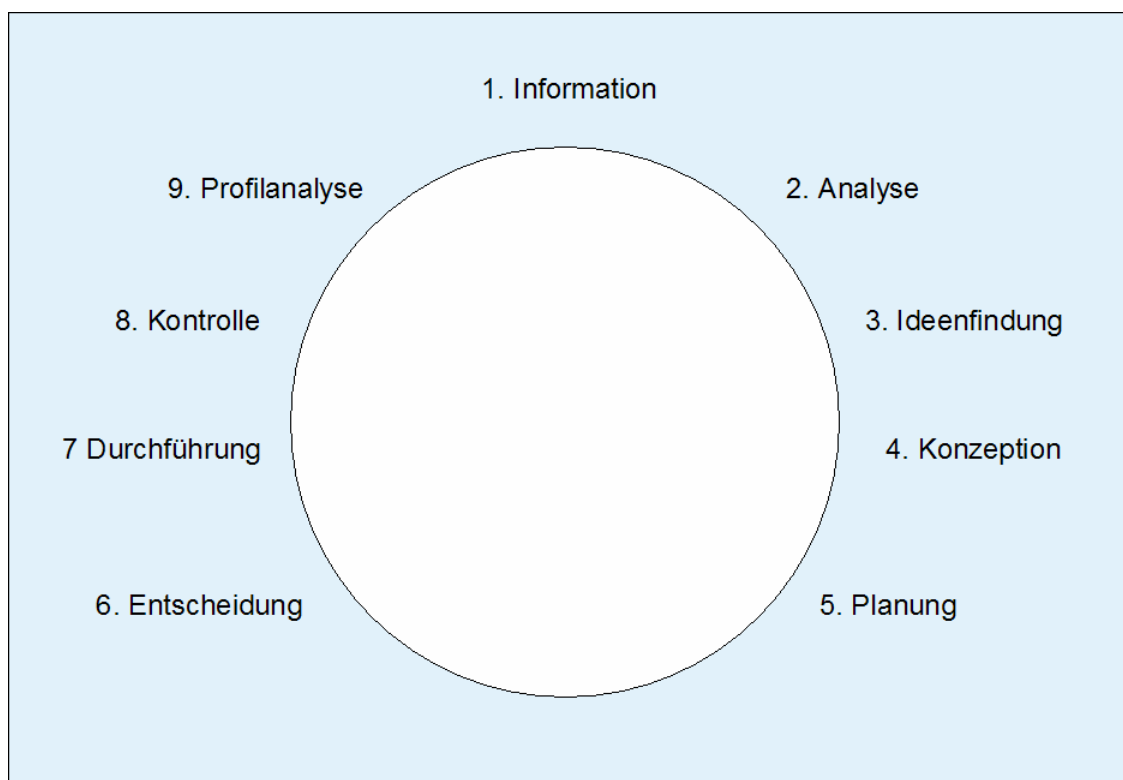 1. Information
2. Analyse
3. Ideenfindung
4. Konzeption
5. Planung
6. Entscheidung
7 Durchführung
8. Kontrolle
9. Profilanalyse